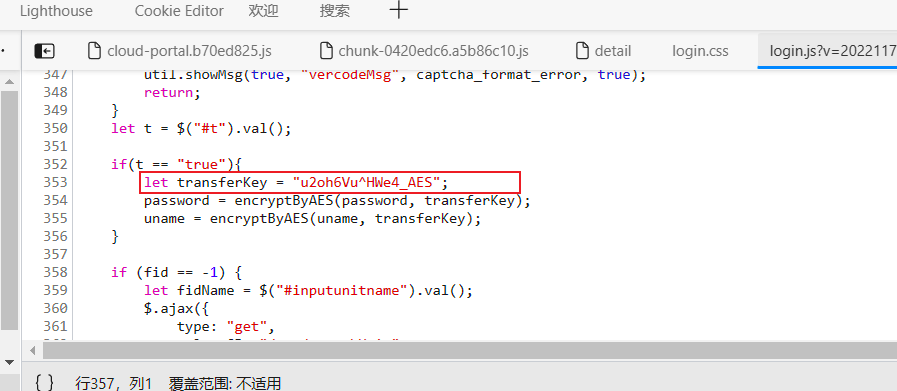 Lighthouse Cookie Editor 欢迎 搜索
cloud-portal.b70ed825.js chunk-0420edc6.a5b86c10.js detail login.css login.js?v=2022117
347 util.showMsg(true, "vercodeMsg", captcha_format_error, true);
348 return;
349 }
350 let t = $("#t").val();
351
352 if(t == "true"){
353 let transferKey = "u2oh6Vu^HWe4_AES";
354 password = encryptByAES(password, transferKey);
355 uname = encryptByAES(uname, transferKey);
356 }
357
358 if (fid == -1) {
359 let fidName = $("#inputunitname").val();
360 $.ajax({
361 type: "get",
{ } 行357，列1 覆盖范围: 不适用